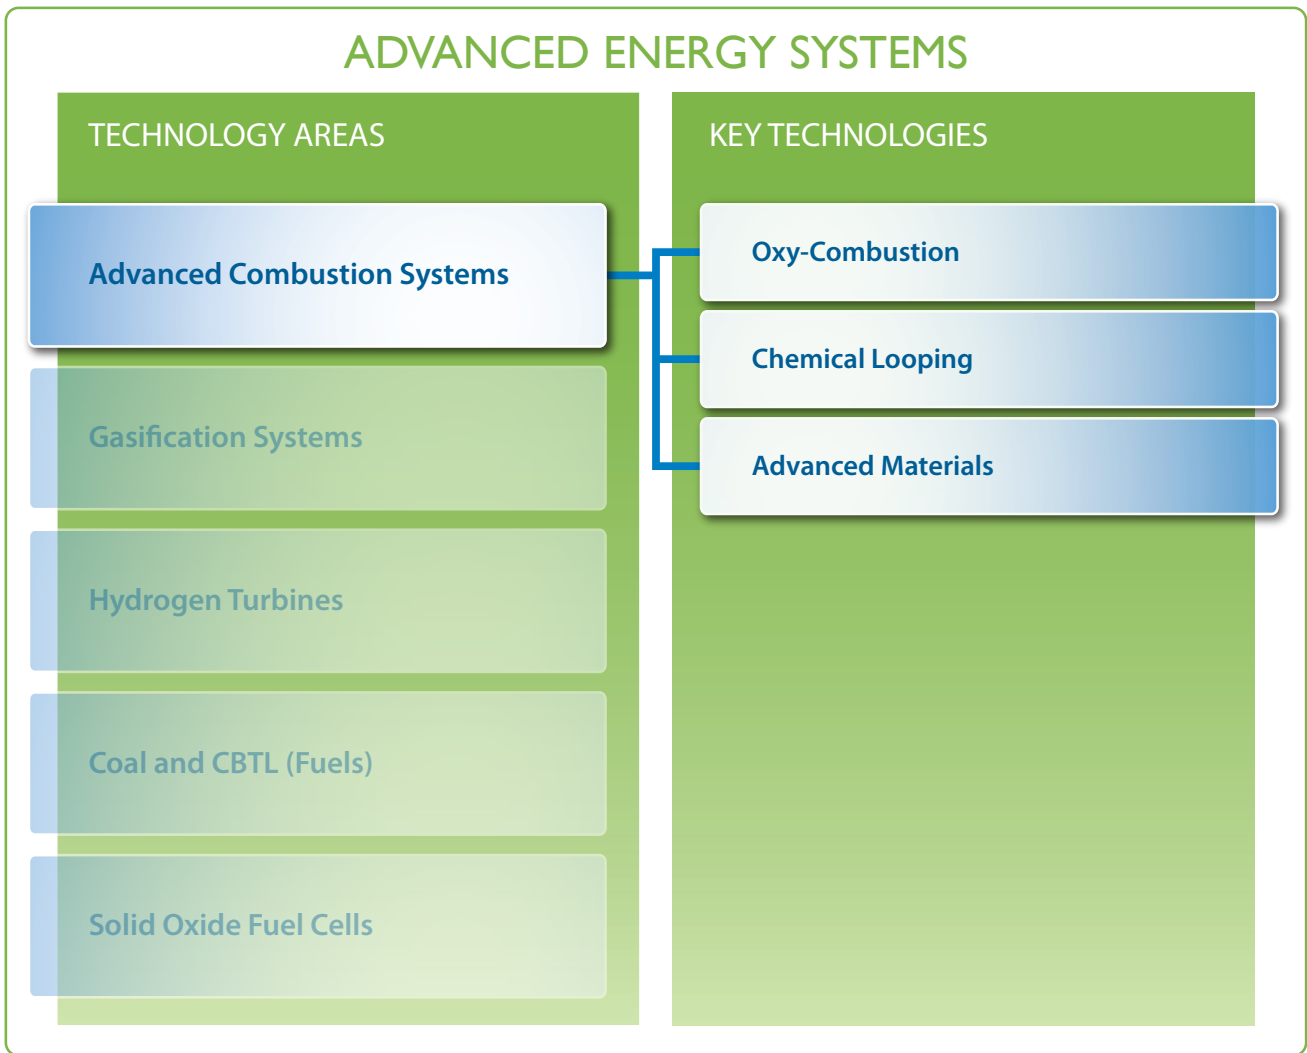 ADVANCED ENERGY SYSTEMS
TECHNOLOGY AREAS
Advanced Combustion Systems
Gasification Systems
Hydrogen Turbines
Coal and CBTL (Fuels)
Solid Oxide Fuel Cells
KEY TECHNOLOGIES
Oxy-Combustion
Chemical Looping
Advanced Materials